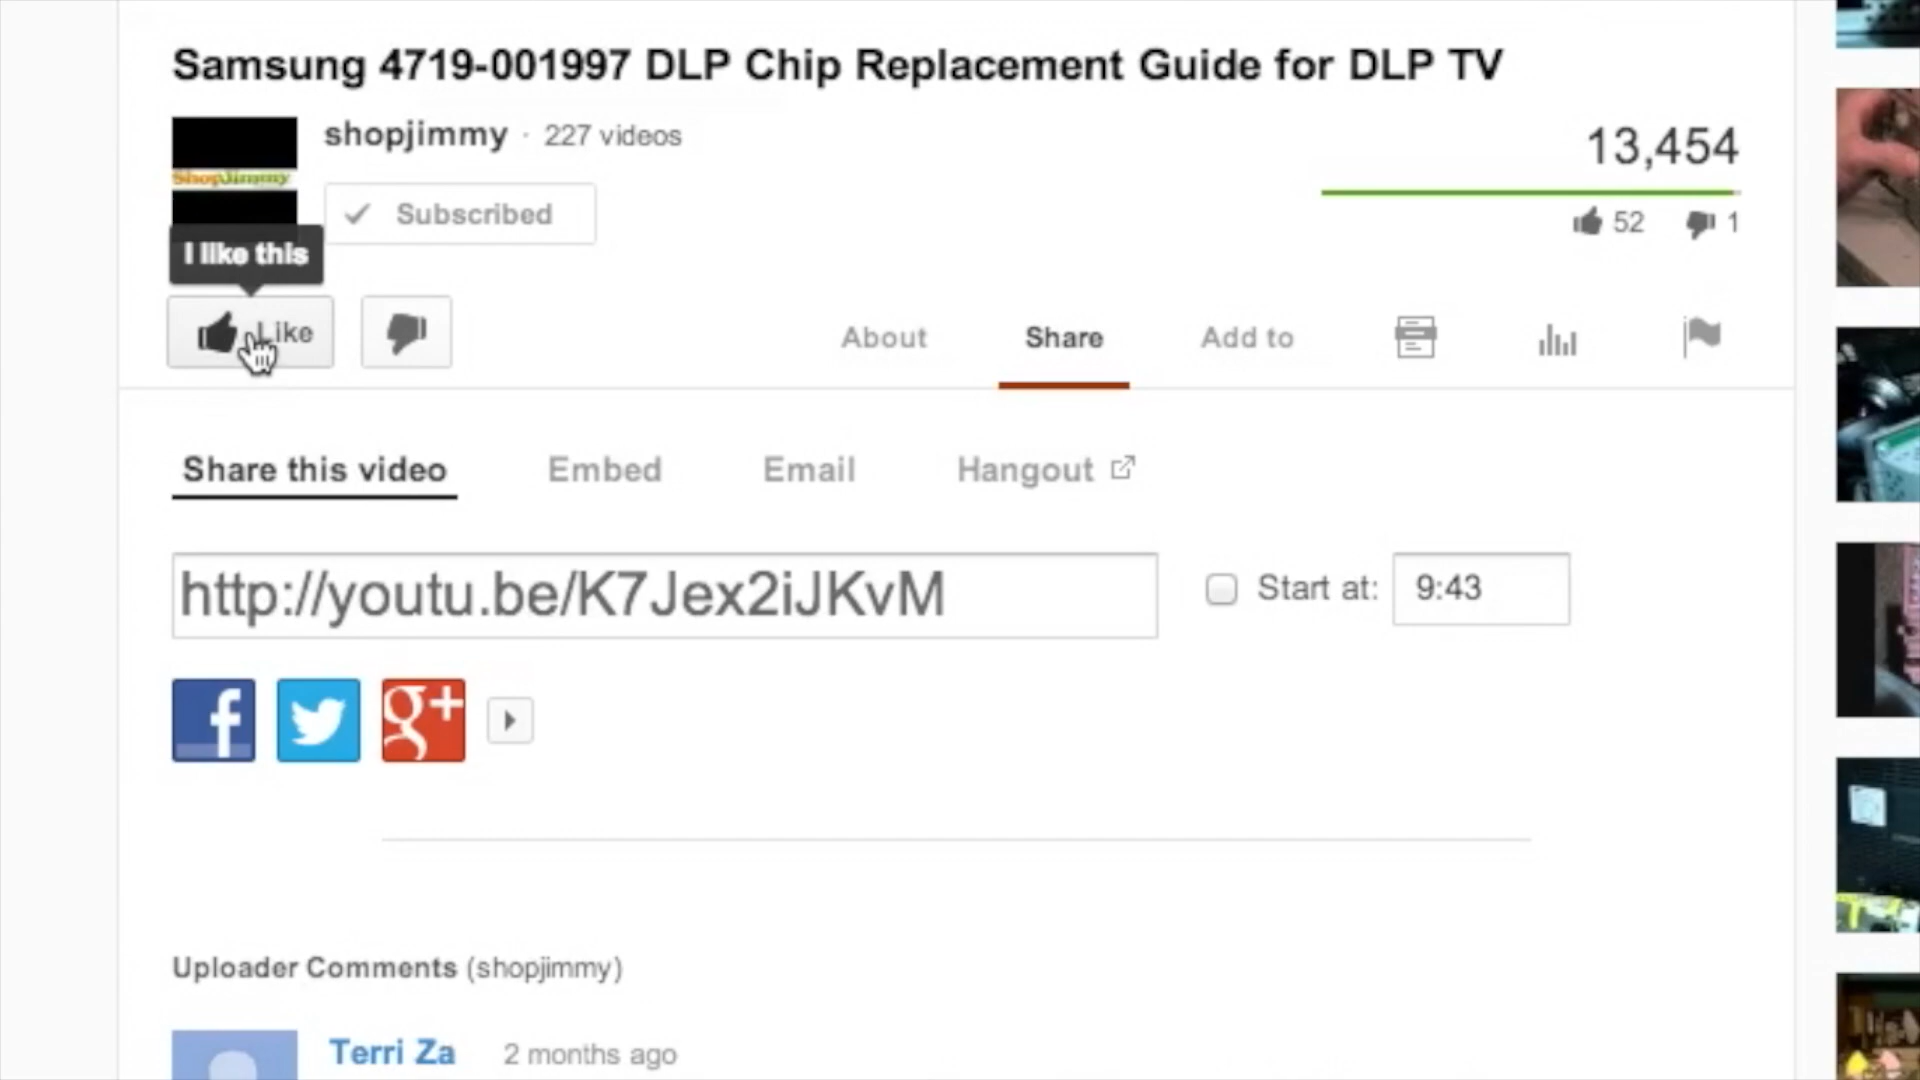 Samsung 4719-001997 DLP Chip Replacement Guide for DLP TV
shopjimmy · 227 videos
ShopJimmy
Subscribed
13,454
52 1
I like this
Like
About Share Add to
Share this video Embed Email Hangout
http://youtu.be/K7Jex2iJKvM
Start at: 9:43
f g+
Uploader Comments (shopjimmy)
Terri Za 2 months ago